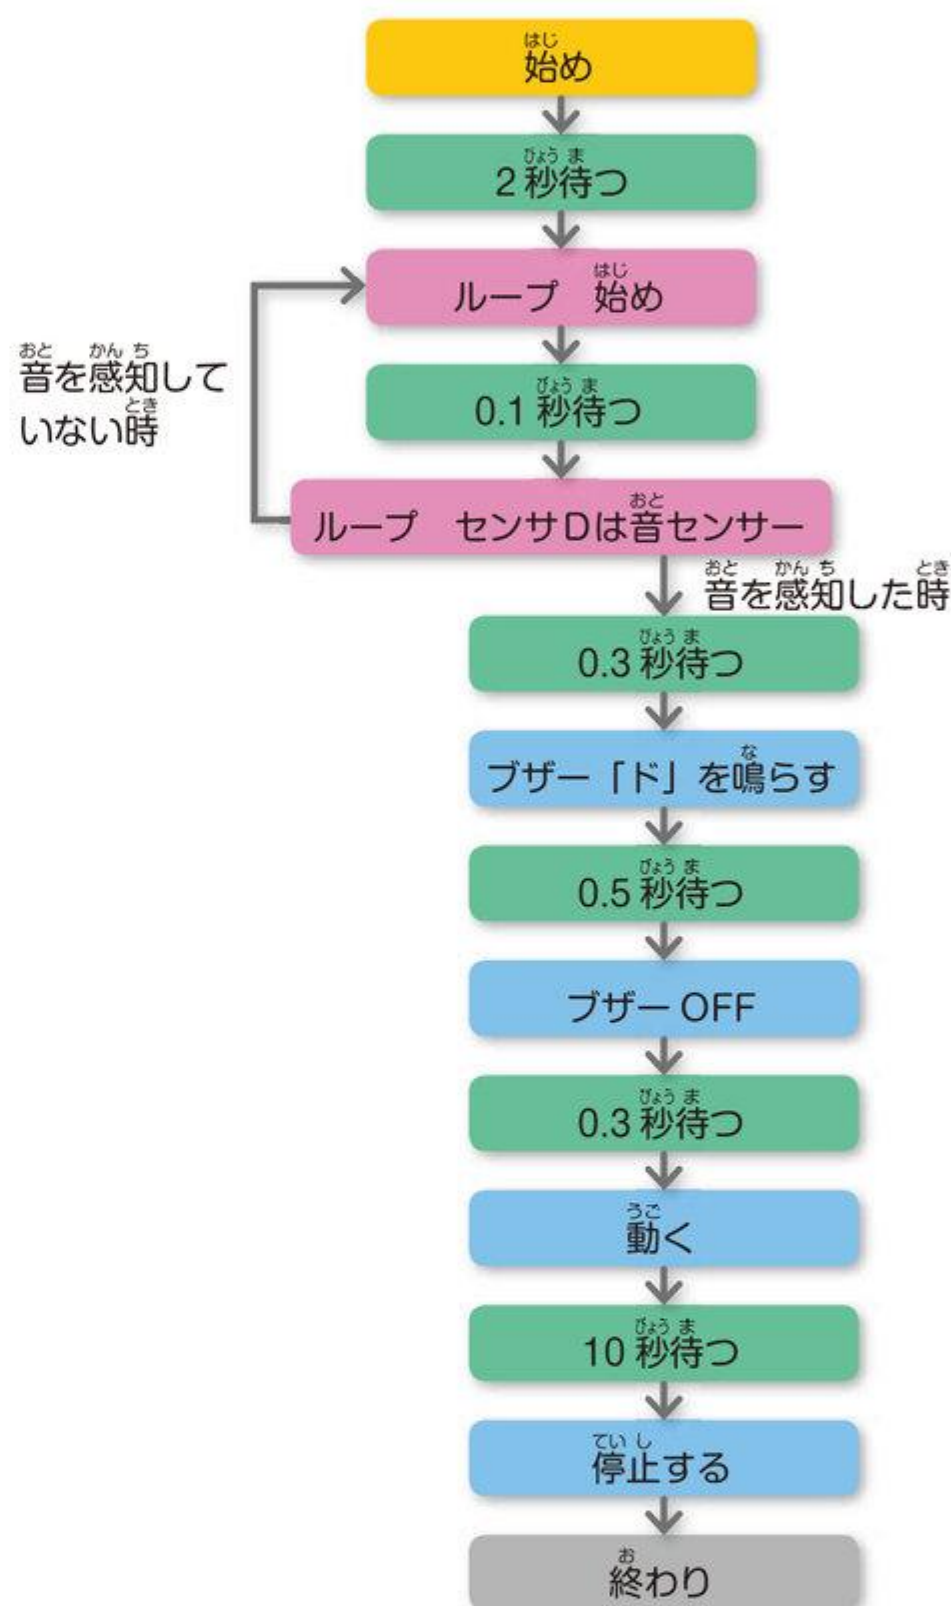 始め
2秒待つ
ループ　始め
0.1秒待つ
音を感知して
いない時
ループ　センサDは音センサー
音を感知した時
0.3秒待つ
ブザー「ド」を鳴らす
0.5秒待つ
ブザーOFF
0.3秒待つ
動く
10秒待つ
停止する
終わり